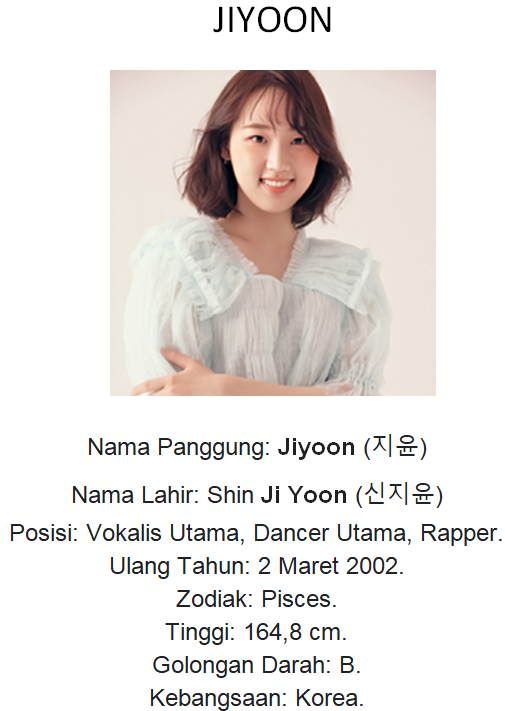 JIYOON
Nama Panggung: Jiyoon (지윤)
Nama Lahir: Shin Ji Yoon (신지윤)
Posisi: Vokalis Utama, Dancer Utama, Rapper.
Ulang Tahun: 2 Maret 2002.
Zodiak: Pisces.
Tinggi: 164,8 cm.
Golongan Darah: B.
Kebangsaan: Korea.